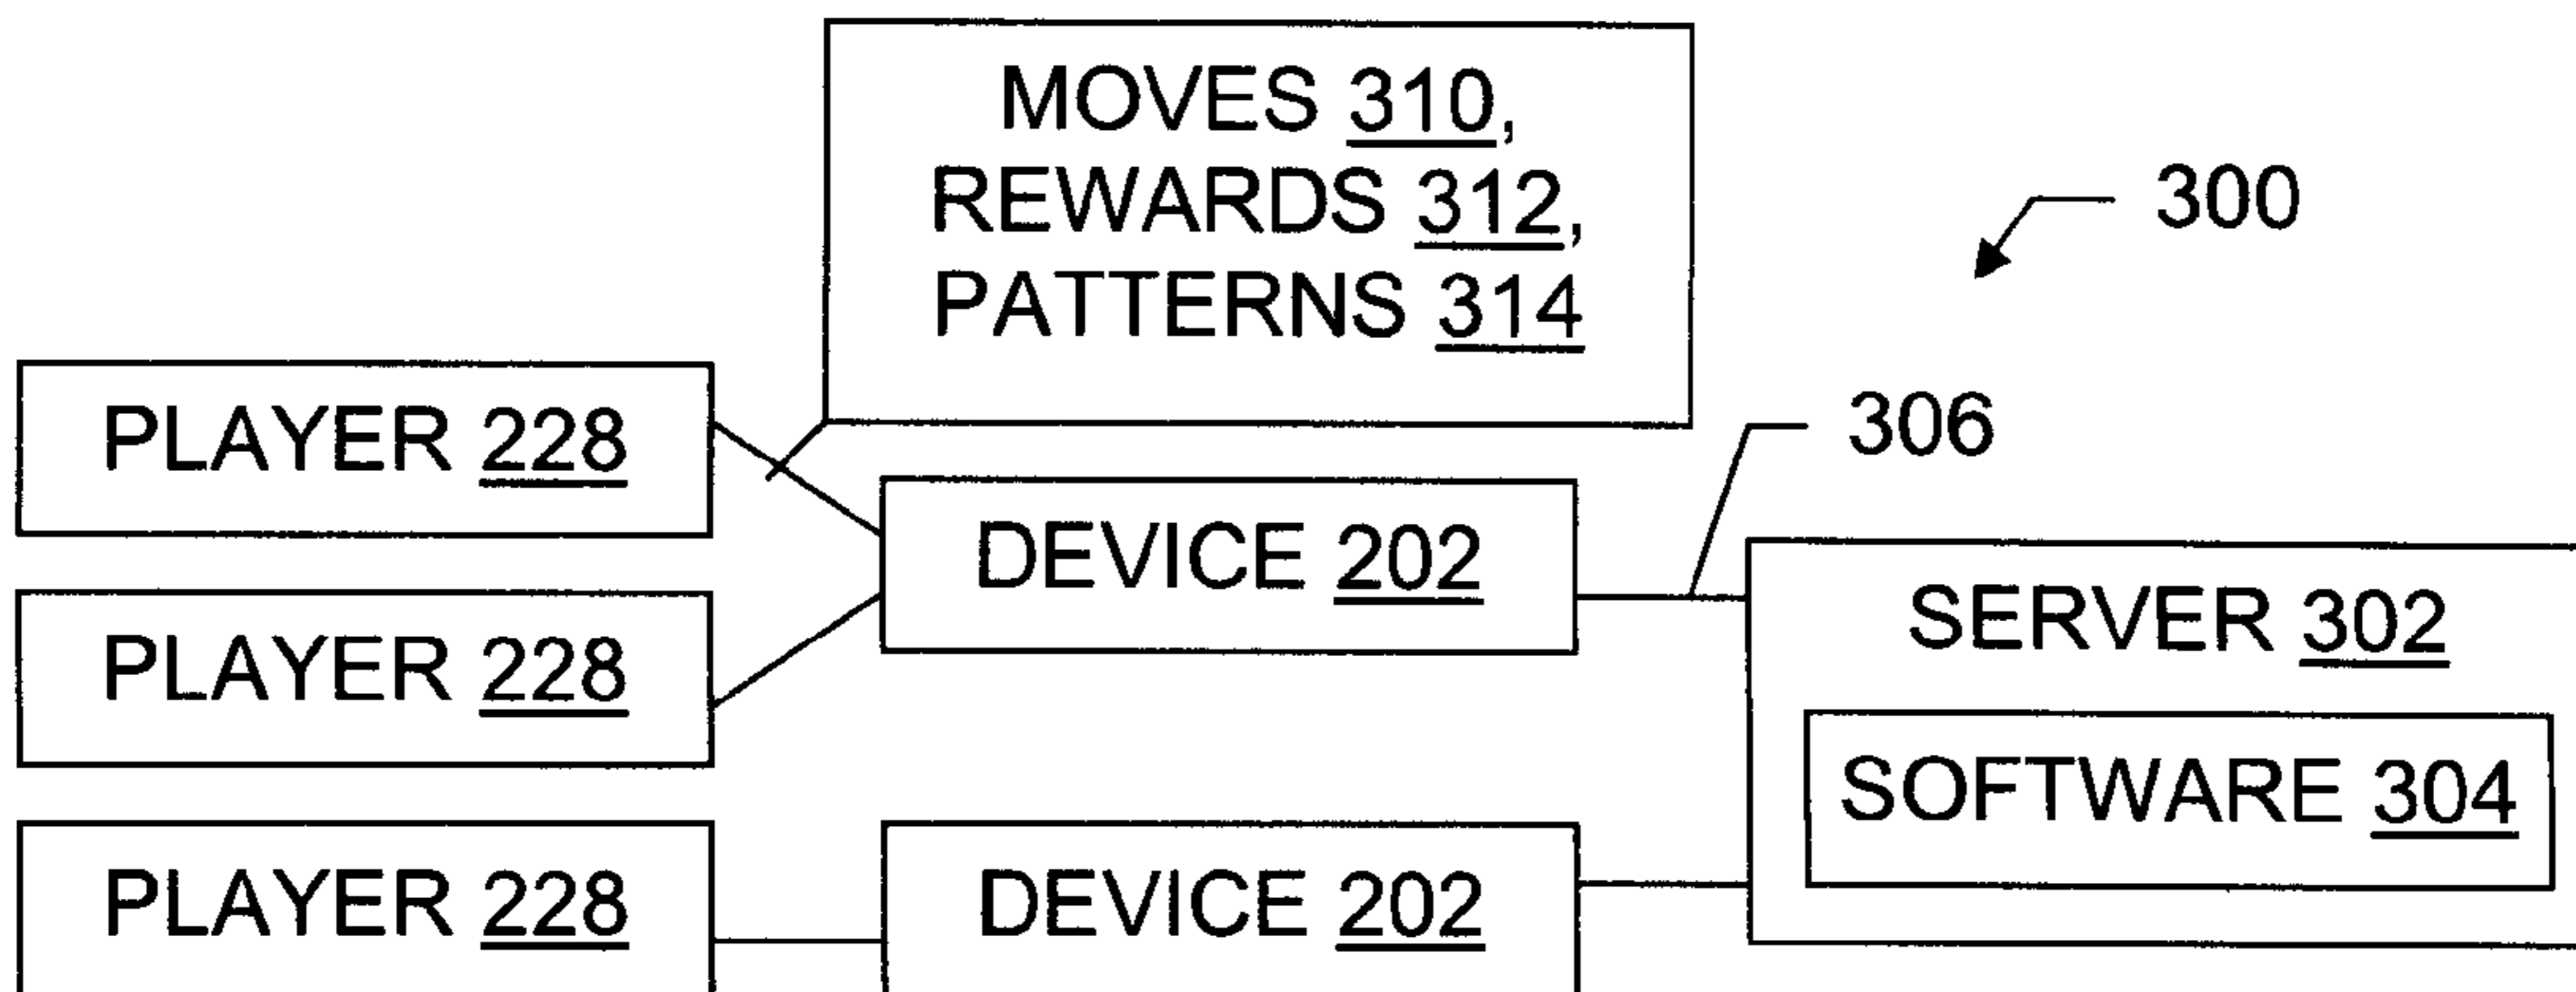 MOVES 310,
REWARDS 312,
PATTERNS 314
300
PLAYER 228
306
DEVICE 202
SERVER 302
PLAYER 228
SOFTWARE 304
PLAYER 228
DEVICE 202